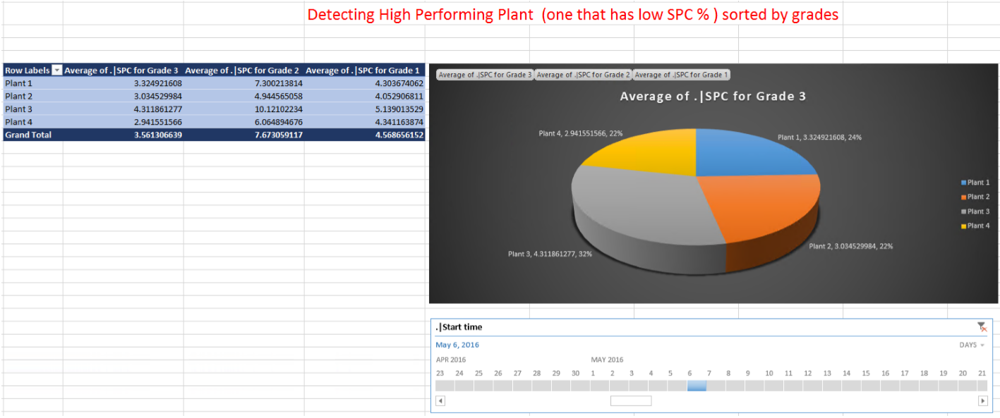 Detecting High Performing Plant  (one that has low SPC % ) sorted by grades
Row Labels Average of .|SPC for Grade 3 Average of .|SPC for Grade 2 Average of .|SPC for Grade 1
Plant 1 3.324921608 7.300213814 4.303674062
Plant 2 3.034529984 4.944565058 4.052906811
Plant 3 4.311861277 10.12102234 5.139013529
Plant 4 2.941551566 6.064894676 4.341163874
Grand Total 3.561306639 7.673059117 4.568656152
Average of .|SPC for Grade 3 Average of .|SPC for Grade 2 Average of .|SPC for Grade 1
Average of .|SPC for Grade 3
Plant 4, 2.941551566, 22%
Plant 1, 3.324921608, 24%
Plant 3, 4.311861277, 32%
Plant 2, 3.034529984, 22%
Plant 1
Plant 2
Plant 3
Plant 4
.|Start time
May 6, 2016 DAYS
APR 2016 MAY 2016
23 24 25 26 27 28 29 30 1 2 3 4 5 6 7 8 9 10 11 12 13 14 15 16 17 18 19 20 21